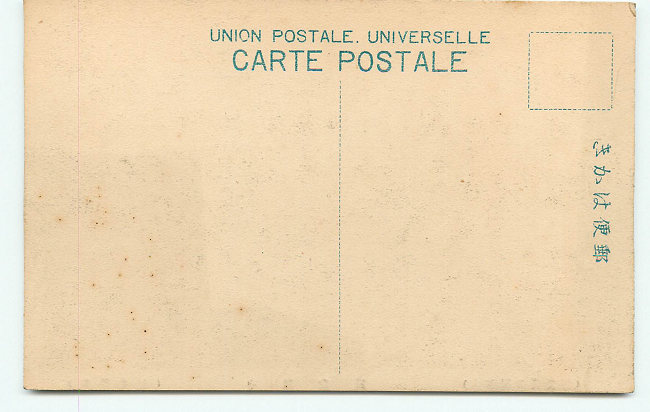 UNION POSTALE. UNIVERSELLE
CARTE POSTALE
きかは便郵